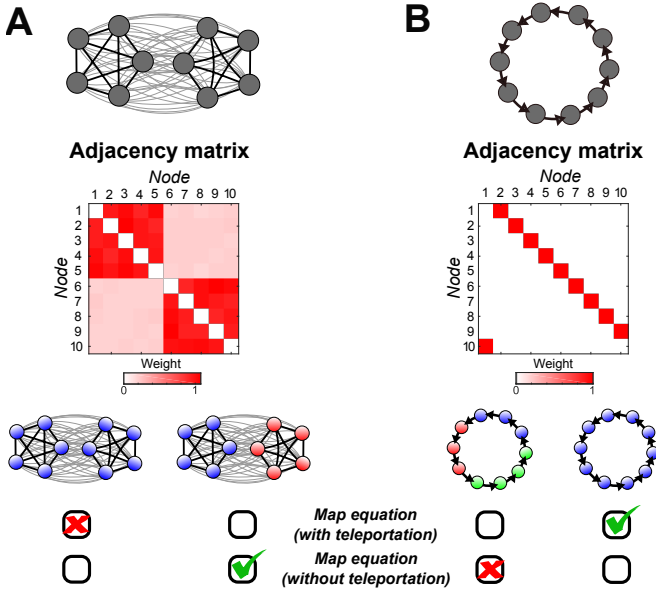 A
B
Adjacency matrix
Node
1 2 3 4 5 6 7 8 9 10
Node
1
2
3
4
5
6
7
8
9
10
Weight
0 1
Adjacency matrix
Node
1 2 3 4 5 6 7 8 9 10
1
2
3
4
5
6
7
8
9
10
Weight
0 1
Map equation
(with teleportation)
Map equation
(without teleportation)